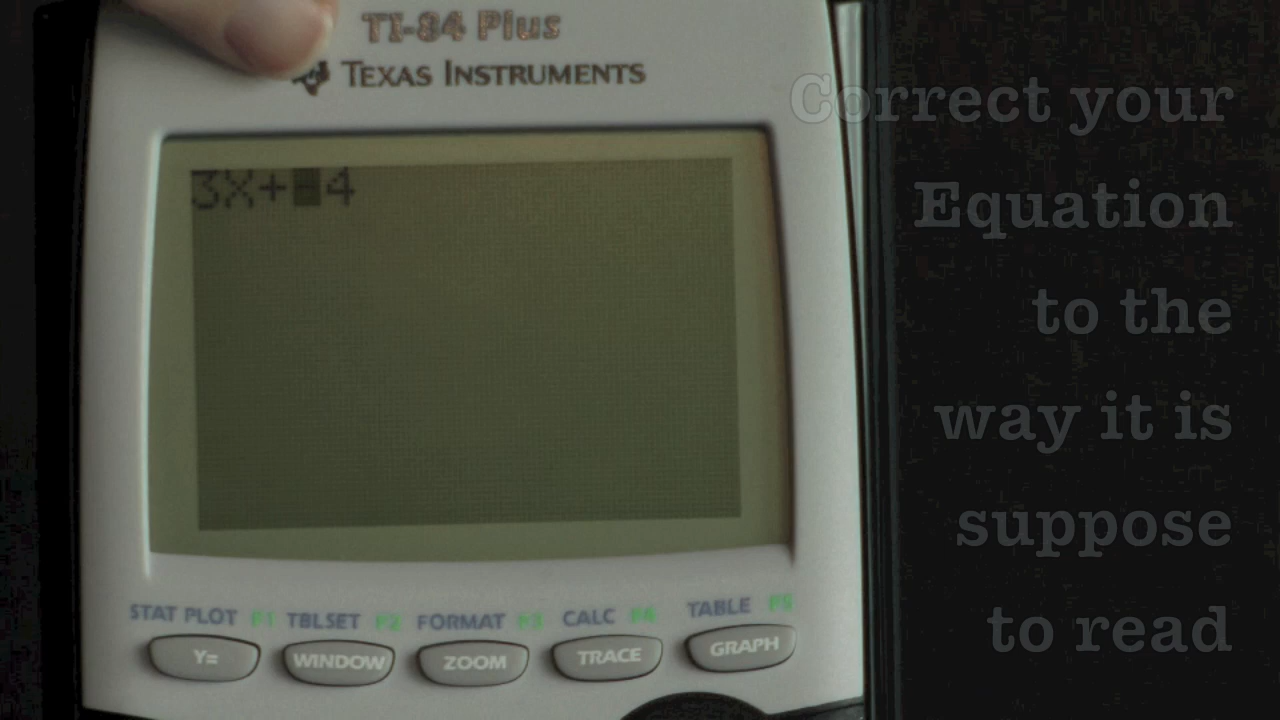 TI-84 Plus
TEXAS INSTRUMENTS
3X+-4
STAT PLOT F1 TBLSET F2 FORMAT F3 CALC F4 TABLE F5
Y= WINDOW ZOOM TRACE GRAPH
Correct your
Equation
to the
way it is
suppose
to read